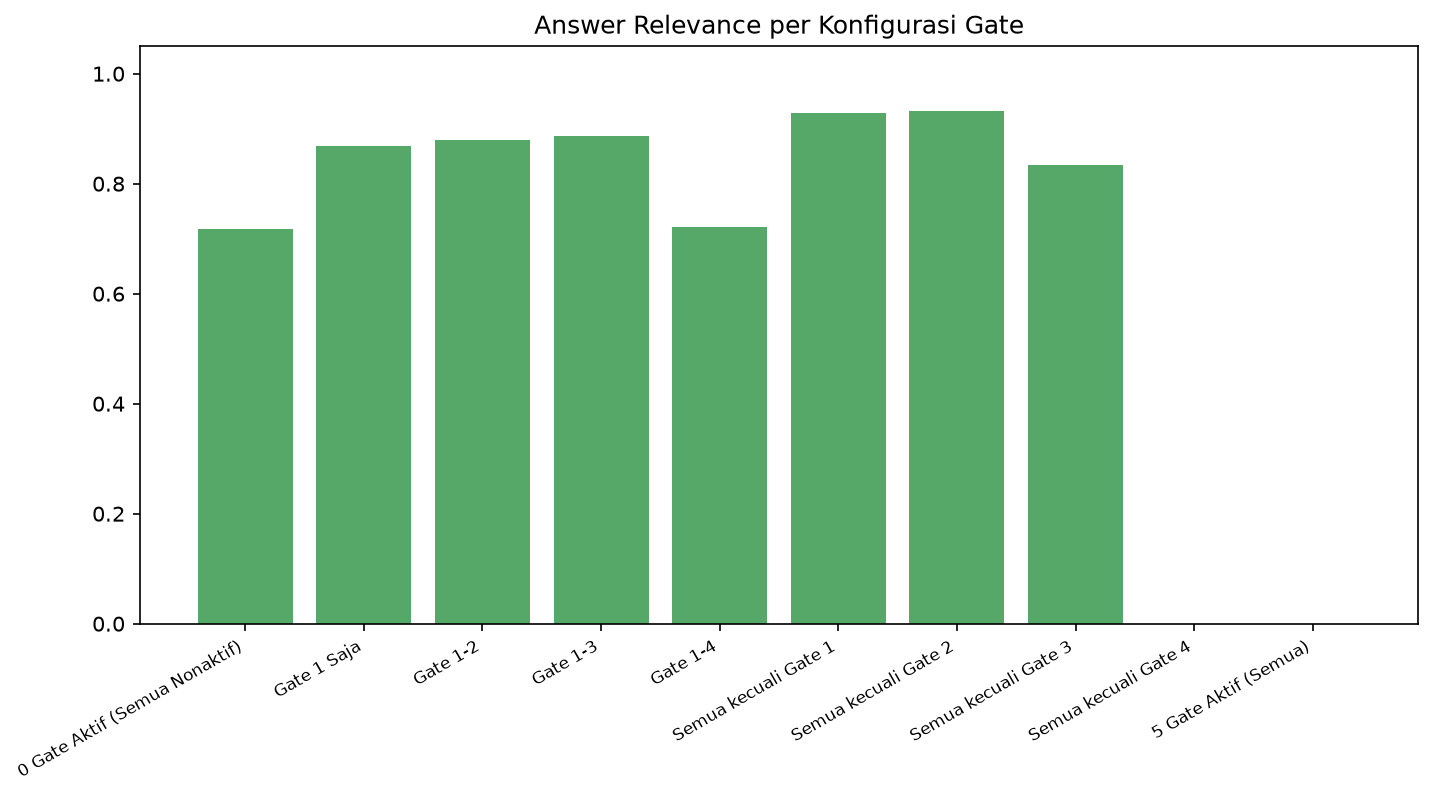 Answer Relevance per Konfigurasi Gate
1.0
0.8
0.6
0.4
0.2
0.0
0 Gate Aktif (Semua Nonaktif)
Gate 1 Saja
Gate 1-2
Gate 1-3
Gate 1-4
Semua kecuali Gate 1
Semua kecuali Gate 2
Semua kecuali Gate 3
Semua kecuali Gate 4
5 Gate Aktif (Semua)